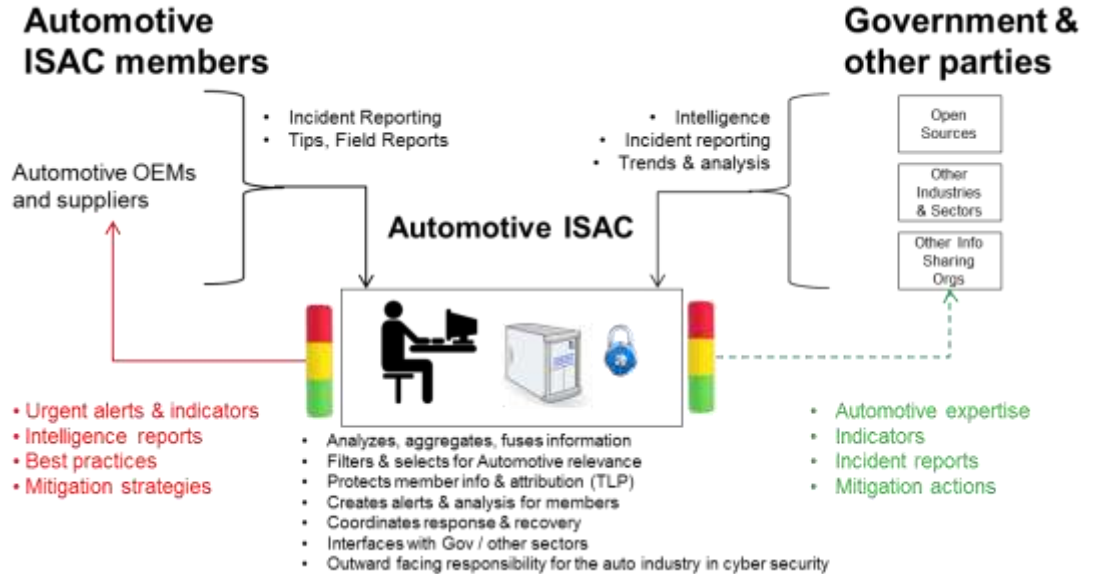 Automotive
ISAC members
Government &
other parties
• Incident Reporting
• Tips, Field Reports
• Intelligence
• Incident reporting
• Trends & analysis
Open
Sources
Other
Industries
& Sectors
Other Info
Sharing
Orgs
Automotive OEMs
and suppliers
Automotive ISAC
• Urgent alerts & indicators
• Intelligence reports
• Best practices
• Mitigation strategies
• Analyzes, aggregates, fuses information
• Filters & selects for Automotive relevance
• Protects member info & attribution (TLP)
• Creates alerts & analysis for members
• Coordinates response & recovery
• Interfaces with Gov / other sectors
• Outward facing responsibility for the auto industry in cyber security
• Automotive expertise
• Indicators
• Incident reports
• Mitigation actions